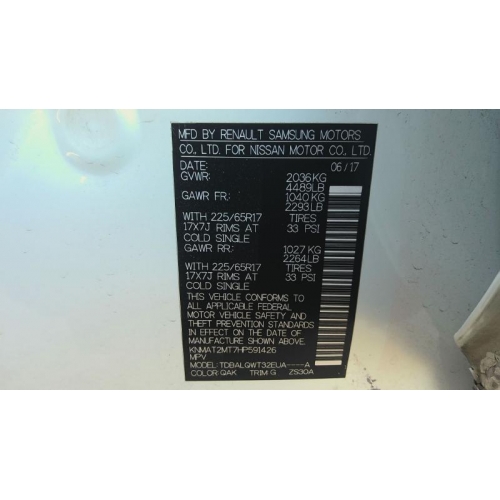 MFD BY RENAULT SAMSUNG MOTORS
CO., LTD. FOR NISSAN MOTOR CO., LTD.
DATE: 06/17
GVWR: 2036KG
4489LB
GAWR FR: 1040KG
2293LB
WITH 225/65R17 TIRES
17X7J RIMS AT 33 PSI
COLD SINGLE
GAWR RR: 1027KG
2264LB
WITH 225/65R17 TIRES
17X7J RIMS AT 33 PSI
COLD SINGLE
THIS VEHICLE CONFORMS TO
ALL APPLICABLE FEDERAL
MOTOR VEHICLE SAFETY AND
THEFT PREVENTION STANDARDS
IN EFFECT ON THE DATE OF
MANUFACTURE SHOWN ABOVE.
KNMAT2MT7HP591426
MPV
MODEL: TDBALQWT32EUA----A
COLOR: QAK TRIM G ZS30A